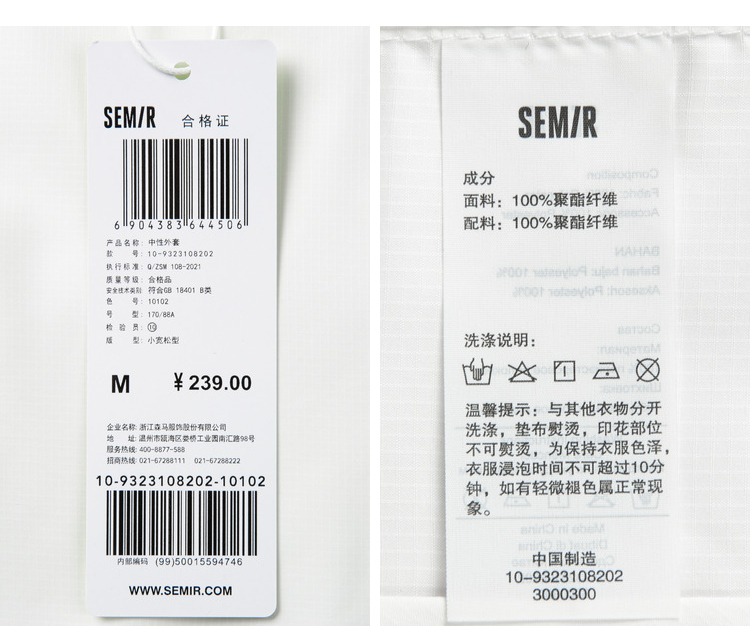 SEMIR 合格证
6 904383 644506
产品名称: 中性外套
款 号: 10-9323108202
执行标准: Q/ZSM 10B-2021
质量等级: 合格品
安全技术类别: 符合GB 18401 B类
色 号: 10102
号 型: 170/88A
检 验 员: ⑩
版 型: 小宽松型
M ¥239.00
企业名称: 浙江森马服饰股份有限公司
地 址: 温州市瓯海区娄桥工业园南汇路98号
服务热线: 400-8877-588
招商热线: 021-67288111 021-67288222
10-9323108202-10102
内部编码 (99)50015594746
WWW.SEMIR.COM
SEMIR
成分
面料：100%聚酯纤维
配料：100%聚酯纤维
洗涤说明：
温馨提示：与其他衣物分开
洗涤，垫布熨烫，印花部位
不可熨烫，为保持衣服色泽，
衣服浸泡时间不可超过10分
钟，如有轻微褪色属正常现
象。
中国制造
10-9323108202
3000300